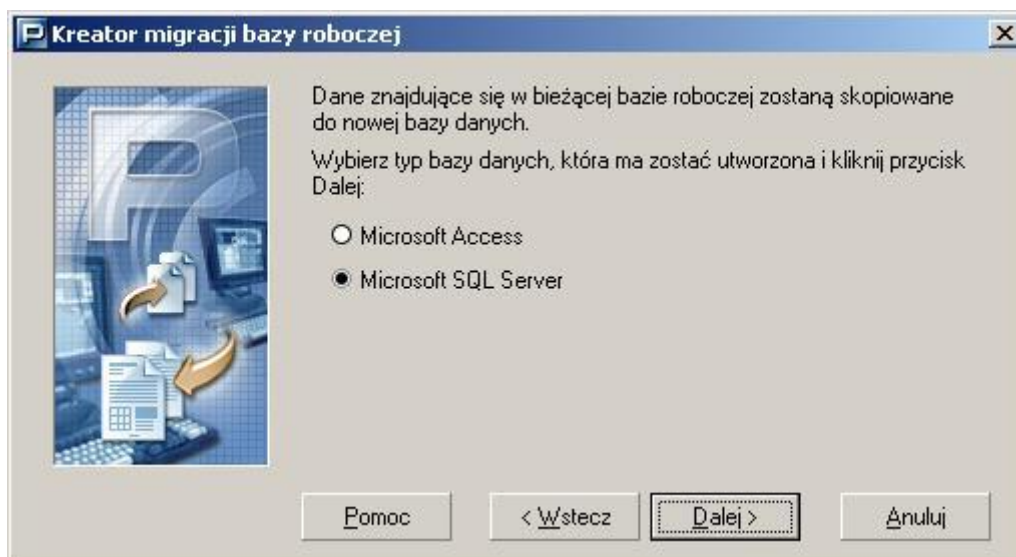 Kreator migracji bazy roboczej
Dane znajdujące się w bieżącej bazie roboczej zostaną skopiowane
do nowej bazy danych.
Wybierz typ bazy danych, która ma zostać utworzona i kliknij przycisk
Dalej:
Microsoft Access
Microsoft SQL Server
Pomoc
< Wstecz
Dalej >
Anuluj